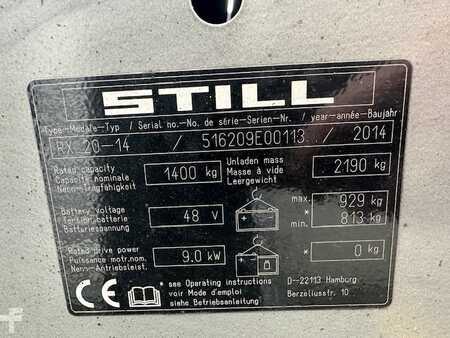 STILL
Type-Modèle-Typ / Serial no.-No. de série-Serien-Nr. / year-année-Baujahr
RX 20-14 / 516209E00113 / 2014
Rated capacity
Capacité nominale
Nenn-Tragfähigkeit
1400 kg
Unladen mass
Masse à vide
Leergewicht
2190 kg
Battery voltage
Tension batterie
Batteriespannung
48 V
max. 929 kg
*
min. 813 kg
Rated drive power
Puissance motr.nom.
Nenn-Antriebsleist.
9.0 kW
* 0 kg
CE
* see Operating instructions
voir Mode d'emploi
siehe Betriebsanleitung
D-22113 Hamburg
Berzeliusstr. 10